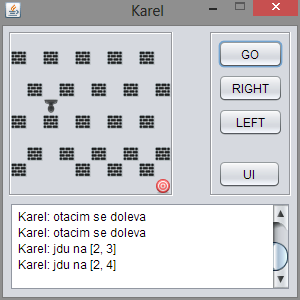 Karel
GO
RIGHT
LEFT
UI
Karel: otacim se doleva
Karel: otacim se doleva
Karel: jdu na [2, 3]
Karel: jdu na [2, 4]